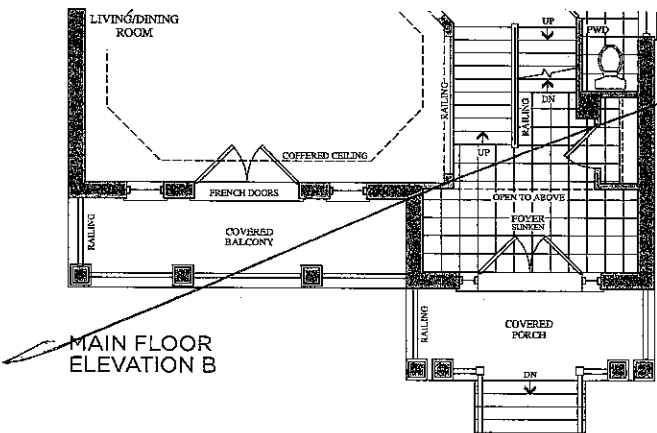 LIVING/DINING
ROOM
UP
PWD
RAILING
RAILING
DN
COFFERED CEILING
UP
FRENCH DOORS
OPEN TO ABOVE
RAILING
COVERED
BALCONY
FOYER
SUNKEN
RAILING
COVERED
PORCH
MAIN FLOOR
ELEVATION B
DN